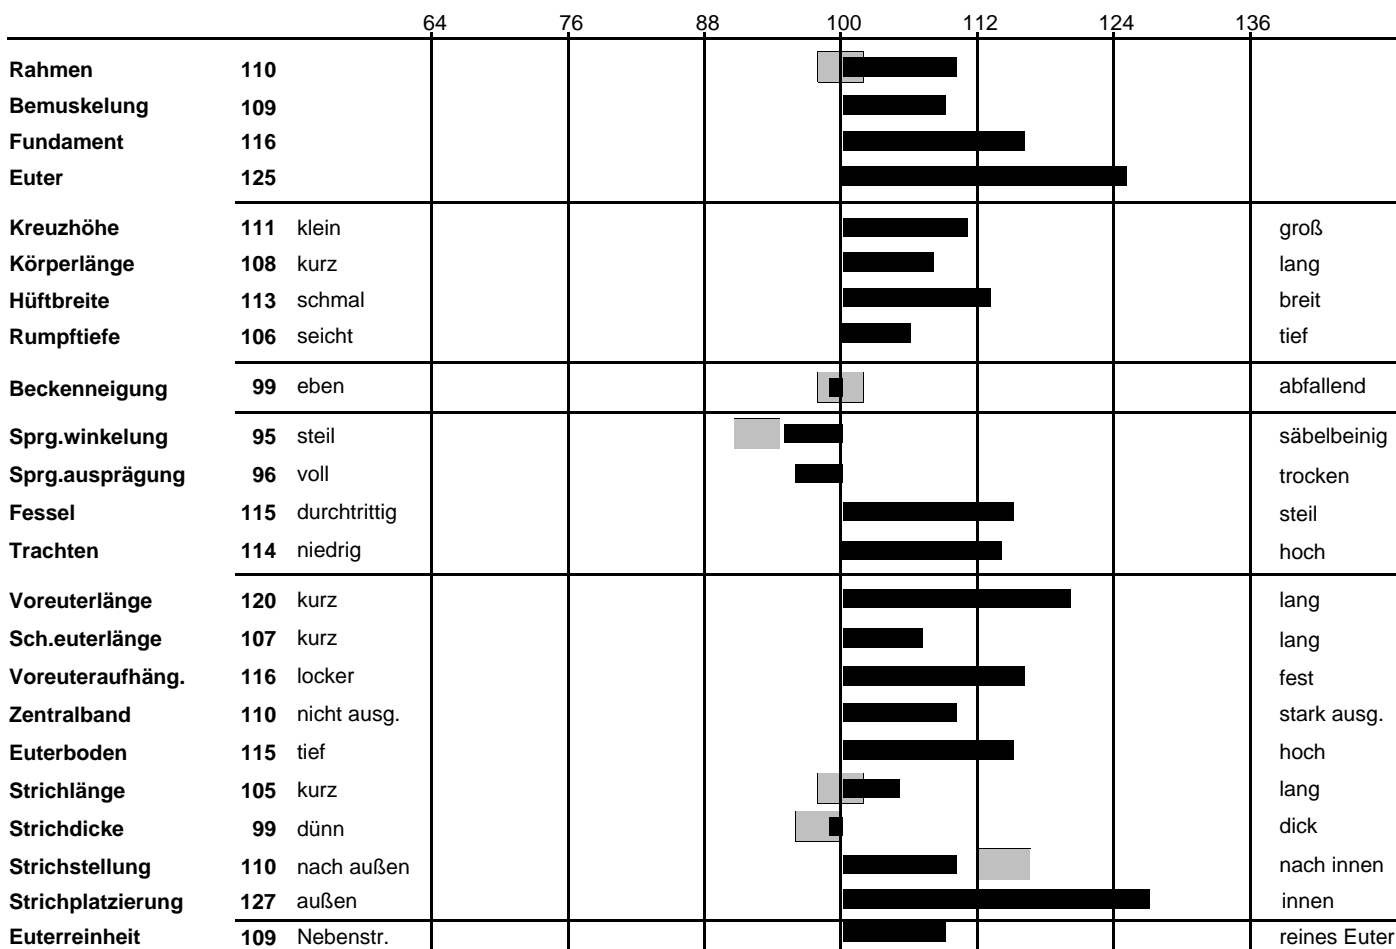 64 76 88 100 112 124 136
Rahmen 110
Bemuskelung 109
Fundament 116
Euter 125
Kreuzhöhe 111 klein groß
Körperlänge 108 kurz lang
Hüftbreite 113 schmal breit
Rumpftiefe 106 seicht tief
Beckenneigung 99 eben abfallend
Sprg.winkelung 95 steil säbelbeinig
Sprg.ausprägung 96 voll trocken
Fessel 115 durchtrittig steil
Trachten 114 niedrig hoch
Voreuterlänge 120 kurz lang
Sch.euterlänge 107 kurz lang
Voreuteraufhäng. 116 locker fest
Zentralband 110 nicht ausg. stark ausg.
Euterboden 115 tief hoch
Strichlänge 105 kurz lang
Strichdicke 99 dünn dick
Strichstellung 110 nach außen nach innen
Strichplatzierung 127 außen innen
Euterreinheit 109 Nebenstr. reines Euter